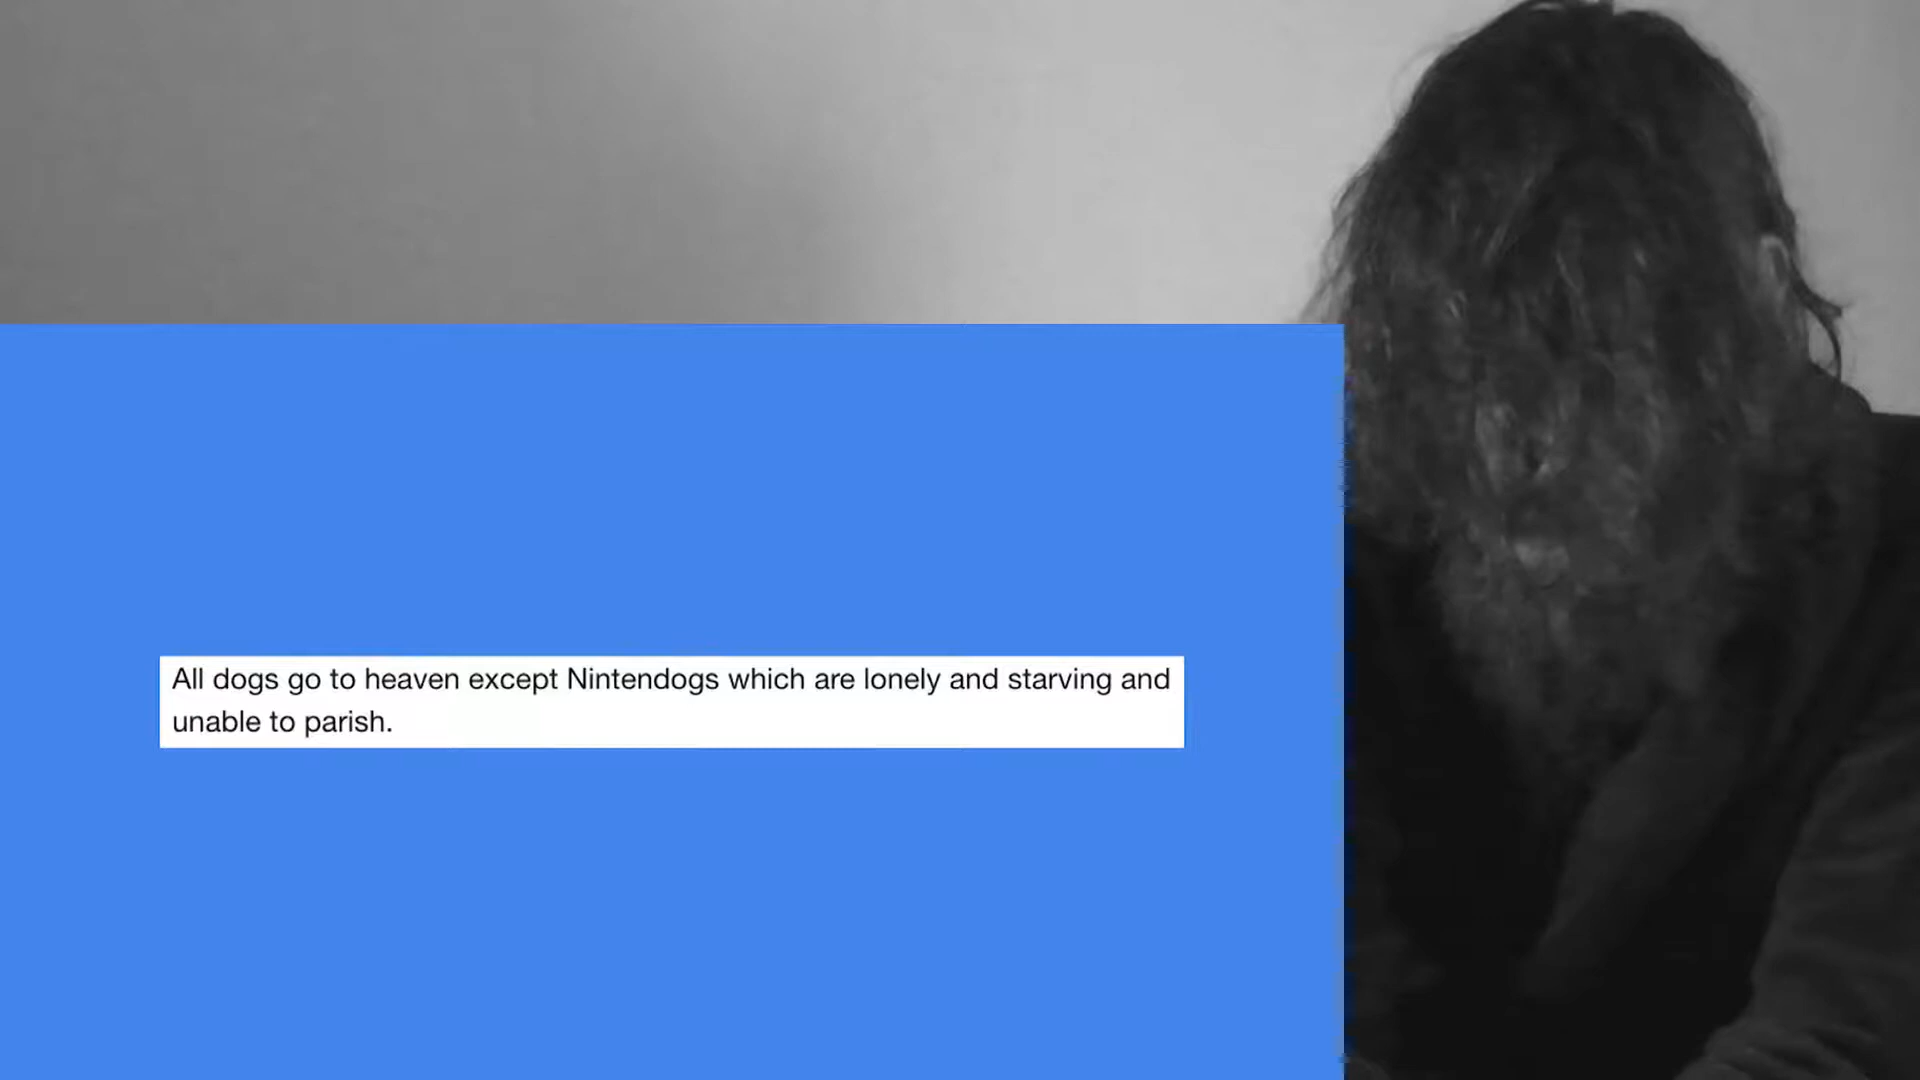 All dogs go to heaven except Nintendogs which are lonely and starving and
unable to parish.